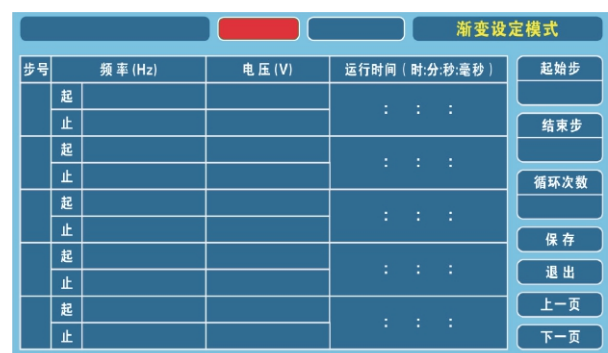 渐变设定模式
步号 频率(Hz) 电压(V) 运行时间(时:分:秒:毫秒) 起始步
起
: : :
止
结束步
起
: : :
止
循环次数
起
: : :
止
保存
起
: : :
止
退出
起
上一页
: : :
止
下一页